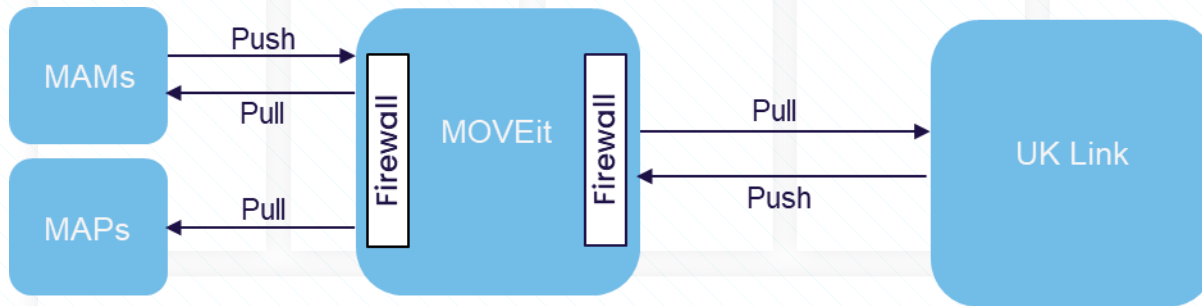 Push
MAMs
Pull
MAPs
Pull
Firewall
MOVEit
Firewall
Pull
Push
UK Link